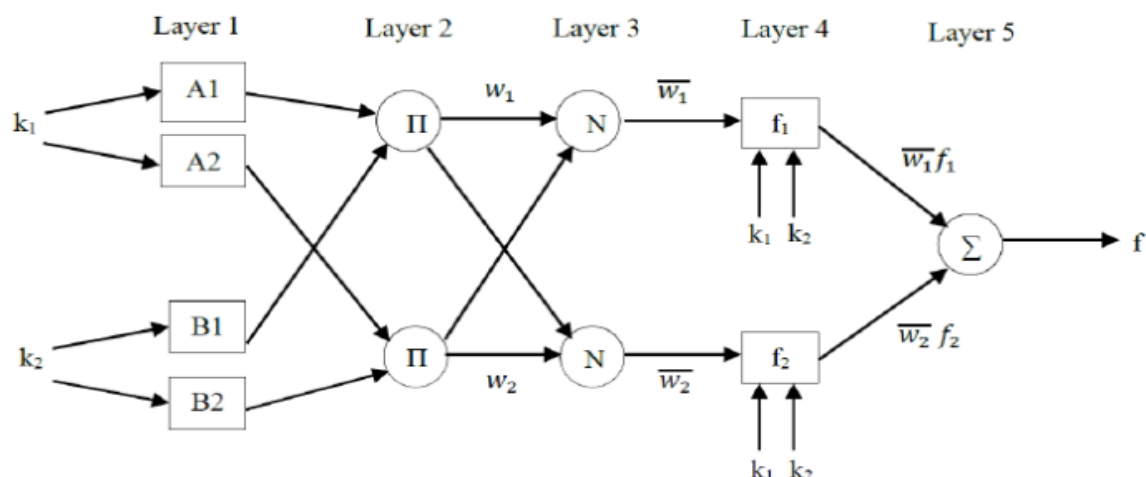 Layer 1 Layer 2 Layer 3 Layer 4 Layer 5
A1
k₁
A2
Π w₁ N w̅₁ f₁
k₁ k₂
w̅₁f₁
Σ f
B1
k₂
B2
Π w₂ N w̅₂ f₂
k₁ k₂
w̅₂ f₂